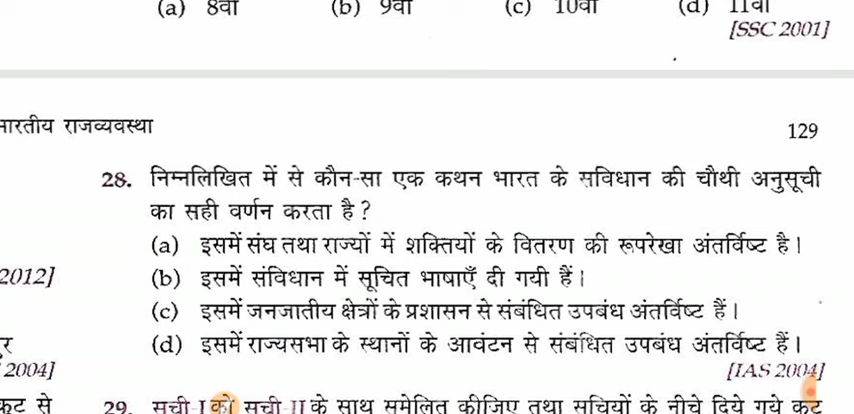 (a) 8वीं (b) 9वीं (c) 10वीं (d) 11वीं
[SSC 2001]
भारतीय राजव्यवस्था
129
28. निम्नलिखित में से कौन-सा एक कथन भारत के सविधान की चौथी अनुसूची
का सही वर्णन करता है ?
(a) इसमें संघ तथा राज्यों में शक्तियों के वितरण की रूपरेखा अंतर्विष्ट है।
2012]
(b) इसमें संविधान में सूचित भाषाएँ दी गयी हैं।
(c) इसमें जनजातीय क्षेत्रों के प्रशासन से संबंधित उपबंध अंतर्विष्ट हैं।
(d) इसमें राज्यसभा के स्थानों के आवंटन से संबंधित उपबंध अंतर्विष्ट हैं।
2004]
[IAS 2004]
कूट से
29. सूची-I को सूची-II के साथ सुमेलित कीजिए तथा सूचियों के नीचे दिये गये कूट